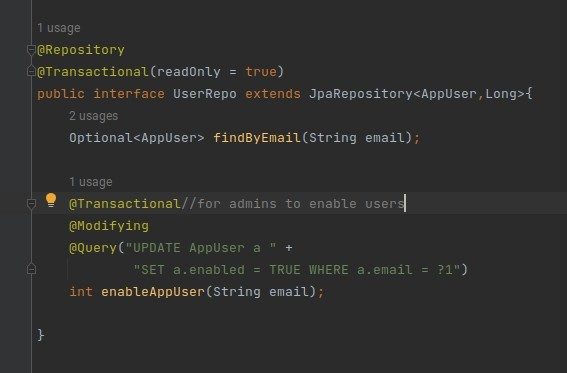 1 usage
@Repository
@Transactional(readOnly = true)
public interface UserRepo extends JpaRepository<AppUser,Long>{
2 usages
Optional<AppUser> findByEmail(String email);
1 usage
@Transactional//for admins to enable users
@Modifying
@Query("UPDATE AppUser a " +
"SET a.enabled = TRUE WHERE a.email = ?1")
int enableAppUser(String email);
}